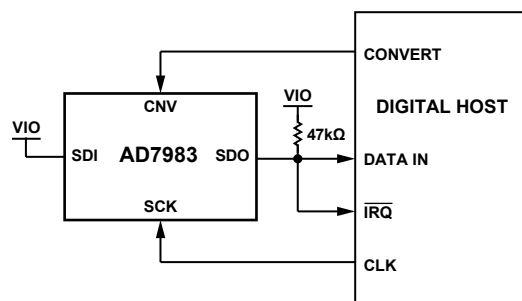 CONVERT
VIO
CNV
VIO
DIGITAL HOST
47kΩ
SDI
AD7983
SDO
DATA IN
SCK
IRQ
CLK